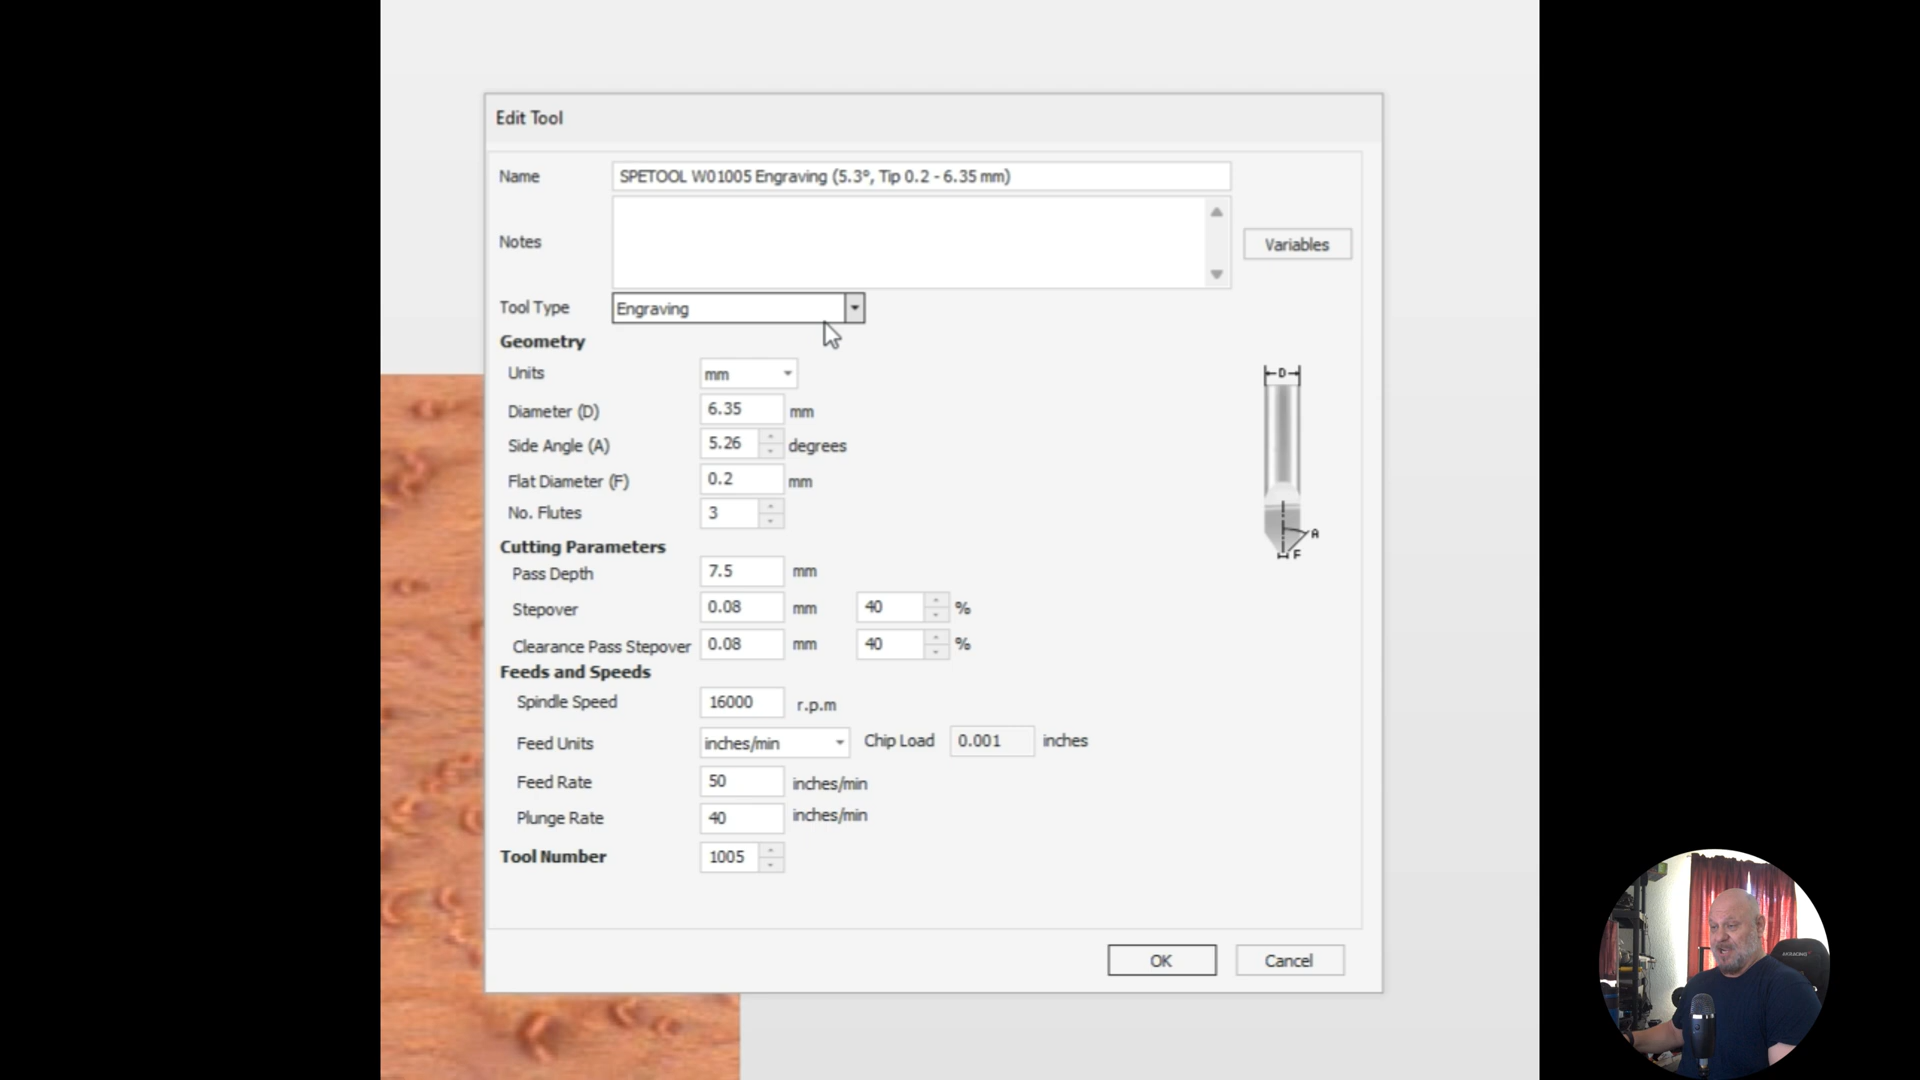 Edit Tool
Name SPETOOL W01005 Engraving (5.3°, Tip 0.2 - 6.35 mm)
Notes
Variables
Tool Type Engraving
Geometry
Units mm
Diameter (D) 6.35 mm
Side Angle (A) 5.26 degrees
Flat Diameter (F) 0.2 mm
No. Flutes 3
D
A
F
Cutting Parameters
Pass Depth 7.5 mm
Stepover 0.08 mm 40 %
Clearance Pass Stepover 0.08 mm 40 %
Feeds and Speeds
Spindle Speed 16000 r.p.m
Feed Units inches/min Chip Load 0.001 inches
Feed Rate 50 inches/min
Plunge Rate 40 inches/min
Tool Number 1005
OK Cancel
AKRACING